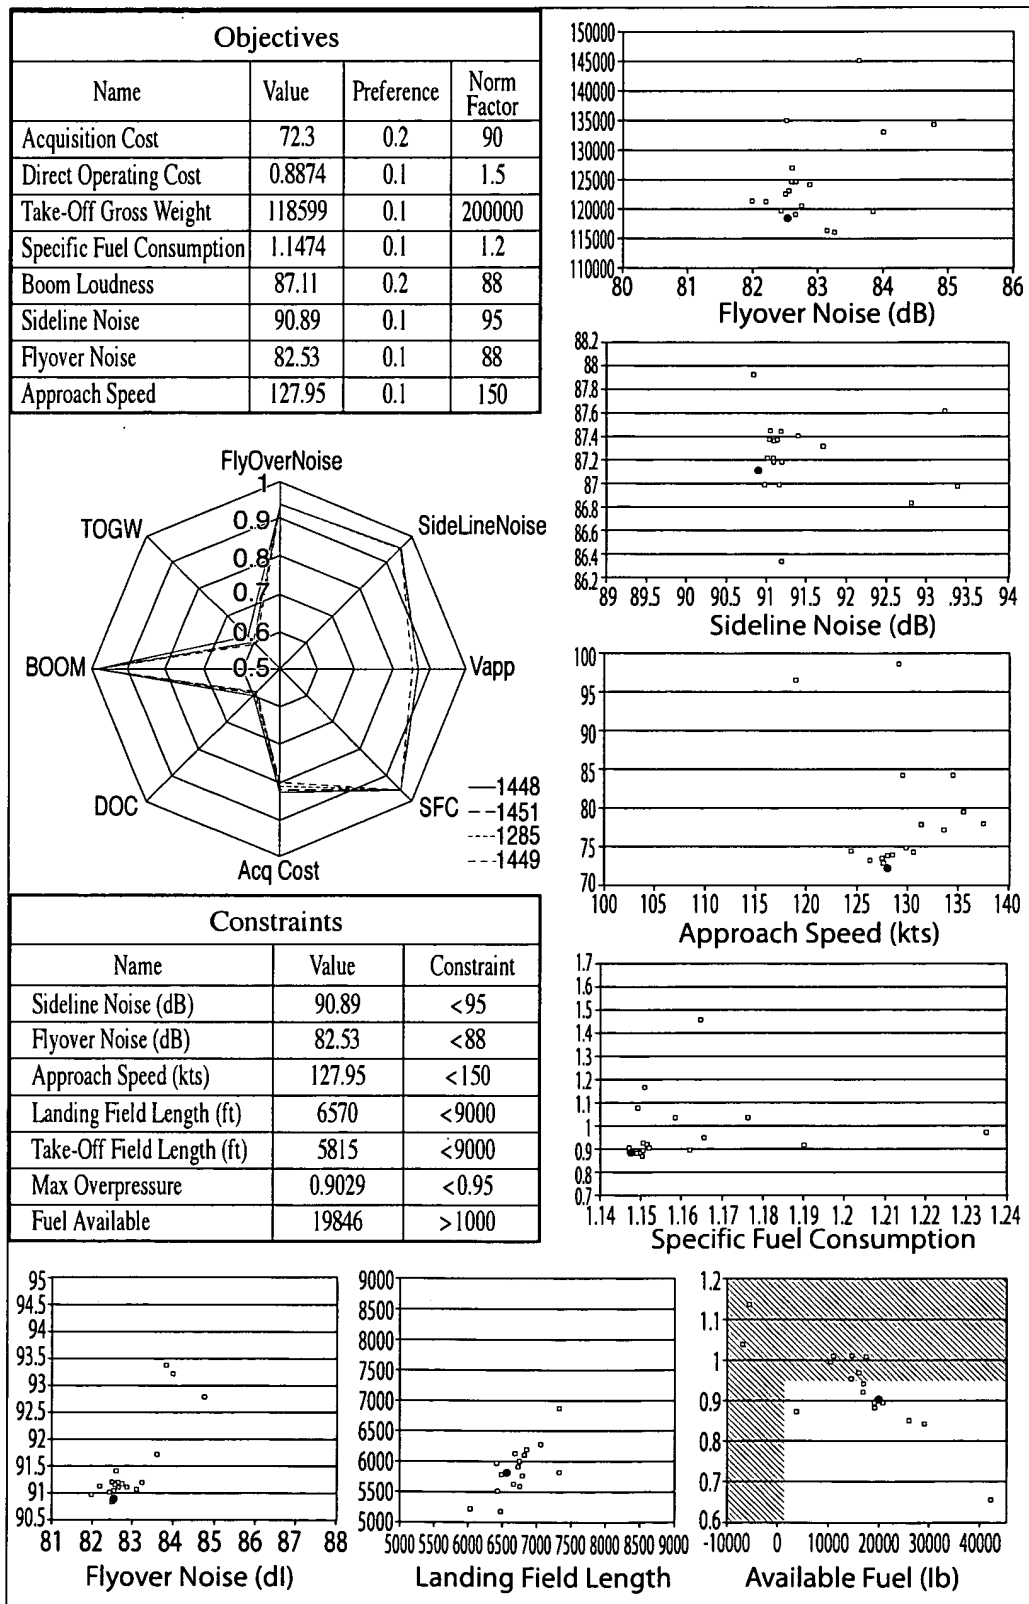 Objectives
Name Value Preference Norm Factor
Acquisition Cost 72.3 0.2 90
Direct Operating Cost 0.8874 0.1 1.5
Take-Off Gross Weight 118599 0.1 200000
Specific Fuel Consumption 1.1474 0.1 1.2
Boom Loudness 87.11 0.2 88
Sideline Noise 90.89 0.1 95
Flyover Noise 82.53 0.1 88
Approach Speed 127.95 0.1 150
FlyOverNoise
1
SideLineNoise
TOGW
0.9
0.8
0.7
0.6
BOOM
0.5
Vapp
DOC
SFC
Acq Cost
1448
1451
1285
1449
Constraints
Name Value Constraint
Sideline Noise (dB) 90.89 <95
Flyover Noise (dB) 82.53 <88
Approach Speed (kts) 127.95 <150
Landing Field Length (ft) 6570 <9000
Take-Off Field Length (ft) 5815 <9000
Max Overpressure 0.9029 <0.95
Fuel Available 19846 >1000
150000
145000
140000
135000
130000
125000
120000
115000
110000
80 81 82 83 84 85 86
Flyover Noise (dB)
88.2
88
87.8
87.6
87.4
87.2
87
86.8
86.6
86.4
86.2
89 89.5 90 90.5 91 91.5 92 92.5 93 .93.5 94
Sideline Noise (dB)
100
95
90
85
80
75
70
100 105 110 115 120 125 130 135 140
Approach Speed (kts)
1.7
1.6
1.5
1.4
1.3
1.2
1.1
1
0.9
0.8
0.7
1.14 1.15 1.16 1.17 1.18 1.19 1.2 1.21 1.22 1.23 1.24
Specific Fuel Consumption
95
94.5
94
93.5
93
92.5
92
91.5
91
90.5
81 82 83 84 85 86 87 88
Flyover Noise (dl)
9000
8500
8000
7500
7000
6500
6000
5500
5000
5000 5500 6000 6500 7000 7500 8000 8500 9000
Landing Field Length
1.2
1.1
1
0.9
0.8
0.7
0.6
-10000 0 10000 20000 30000 40000
Available Fuel (lb)